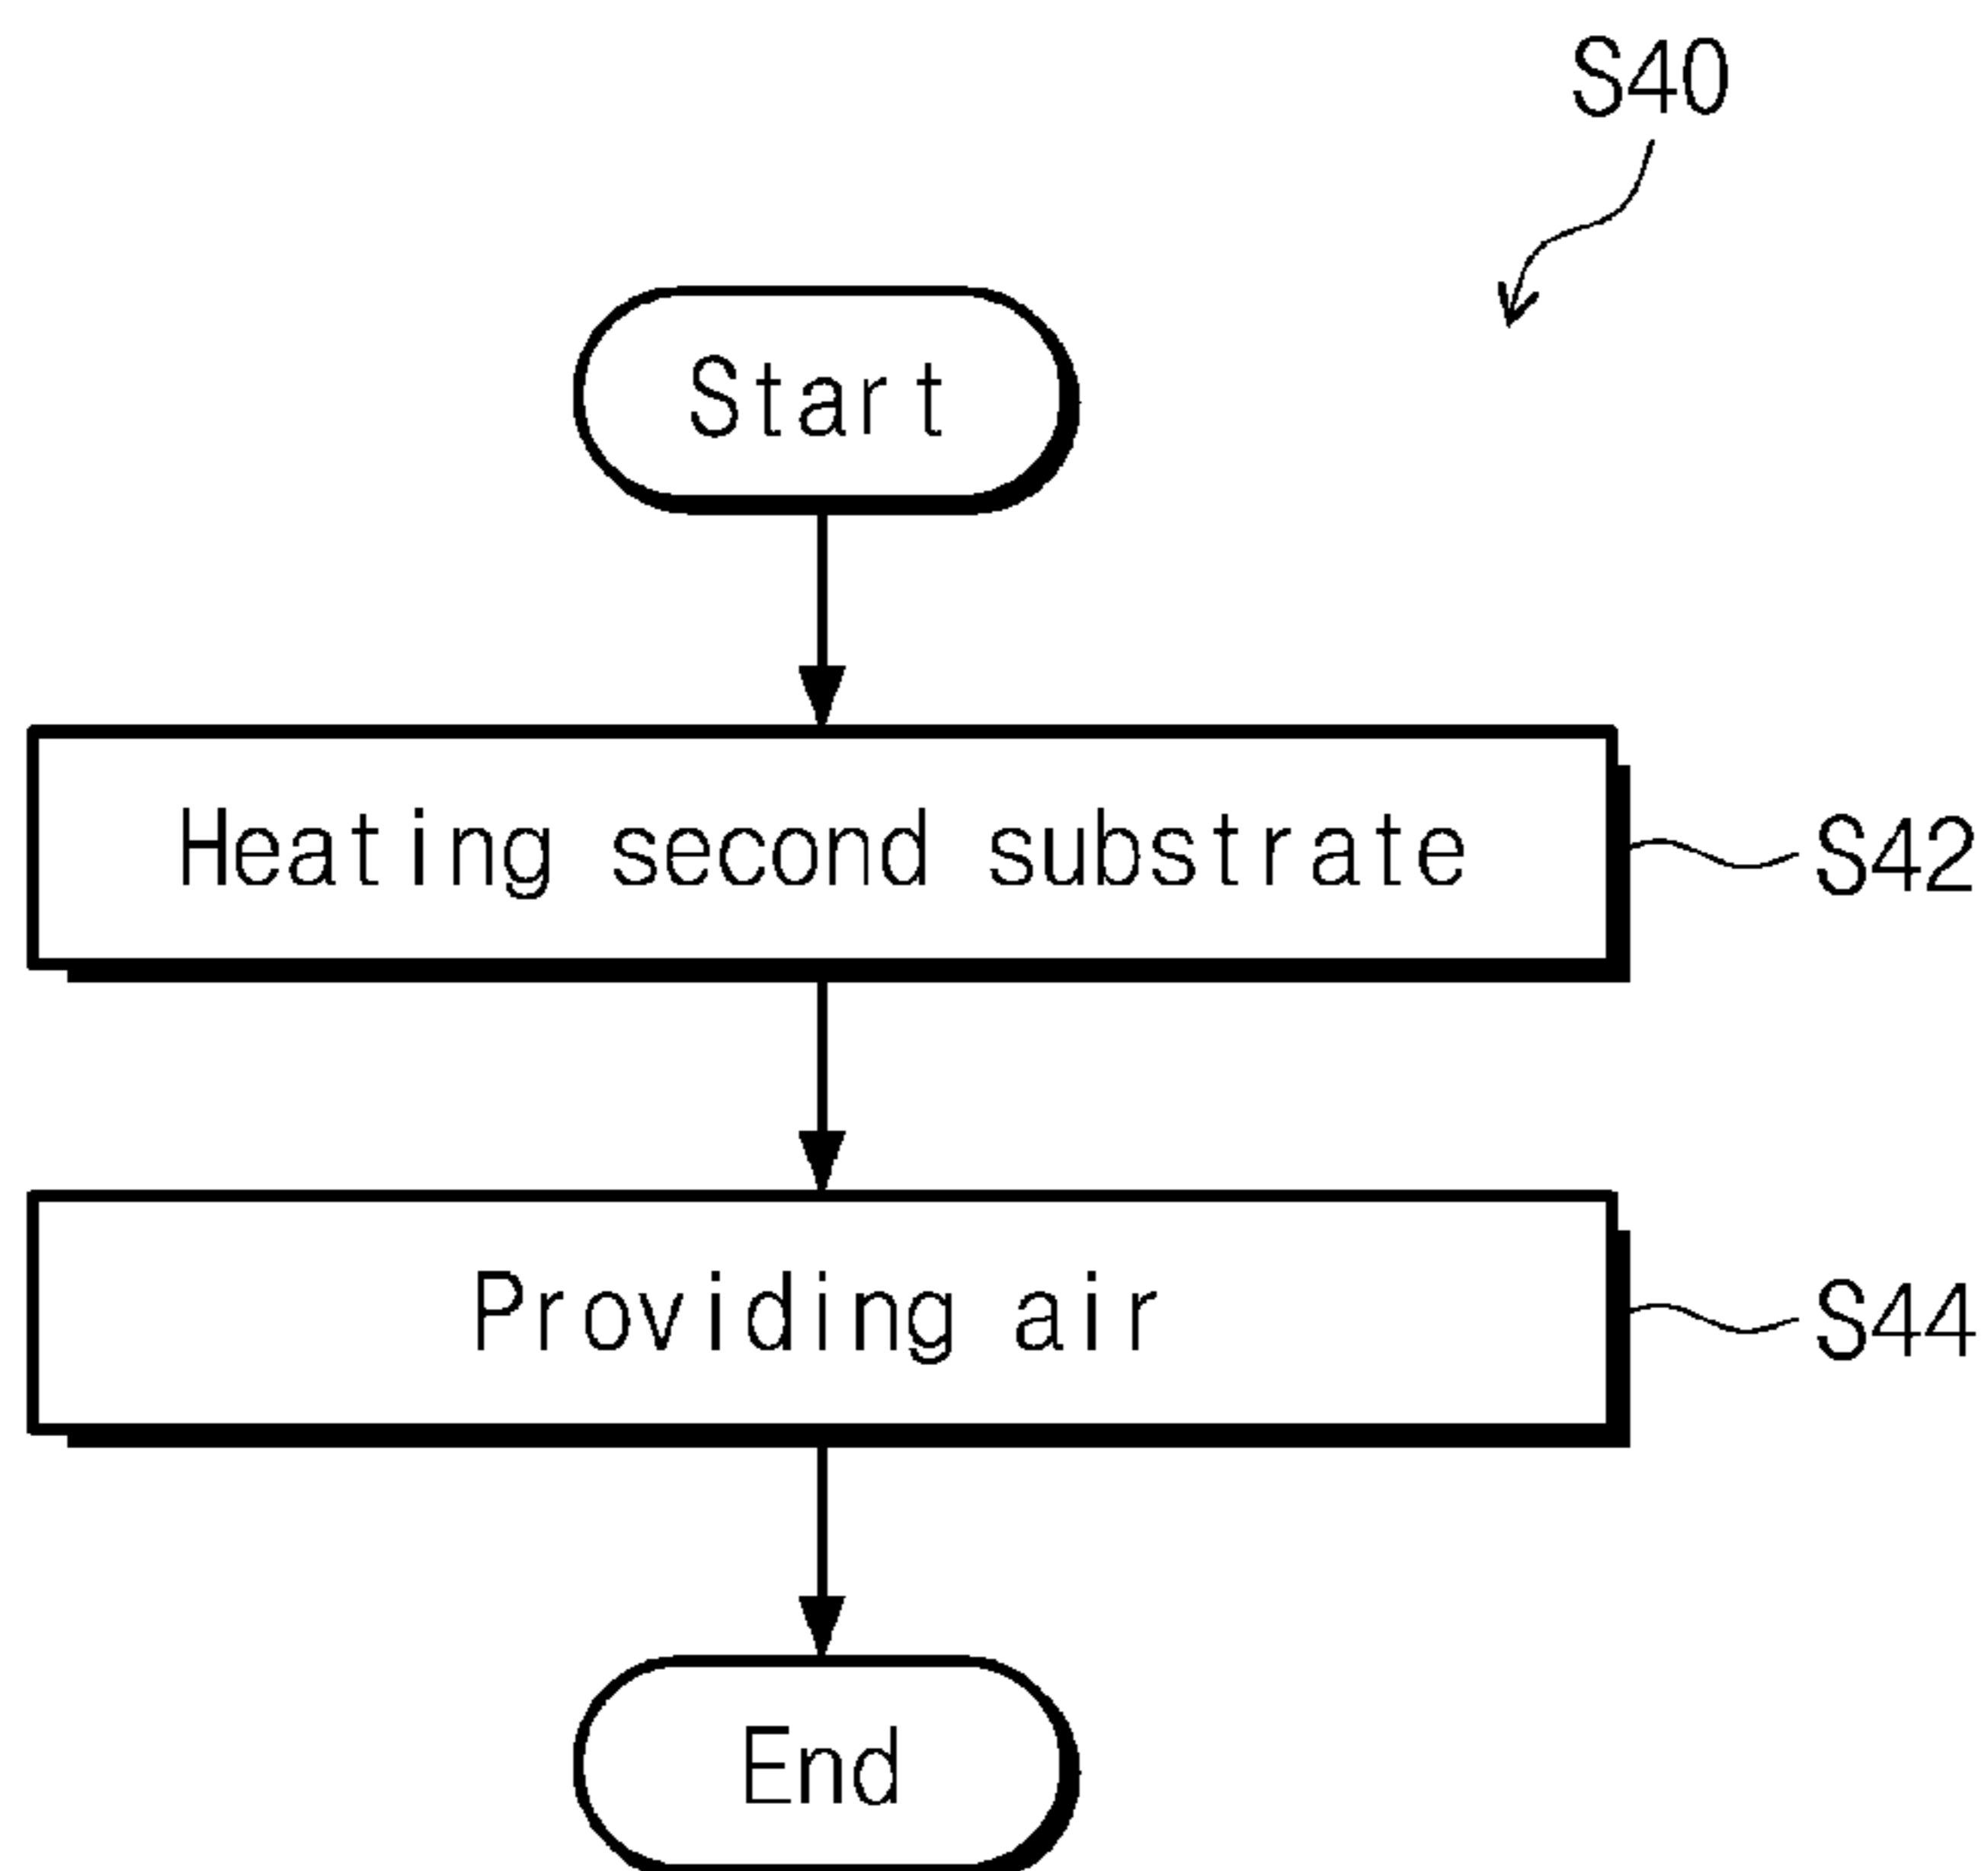 S40
Start
Heating second substrate
S42
Providing air
S44
End